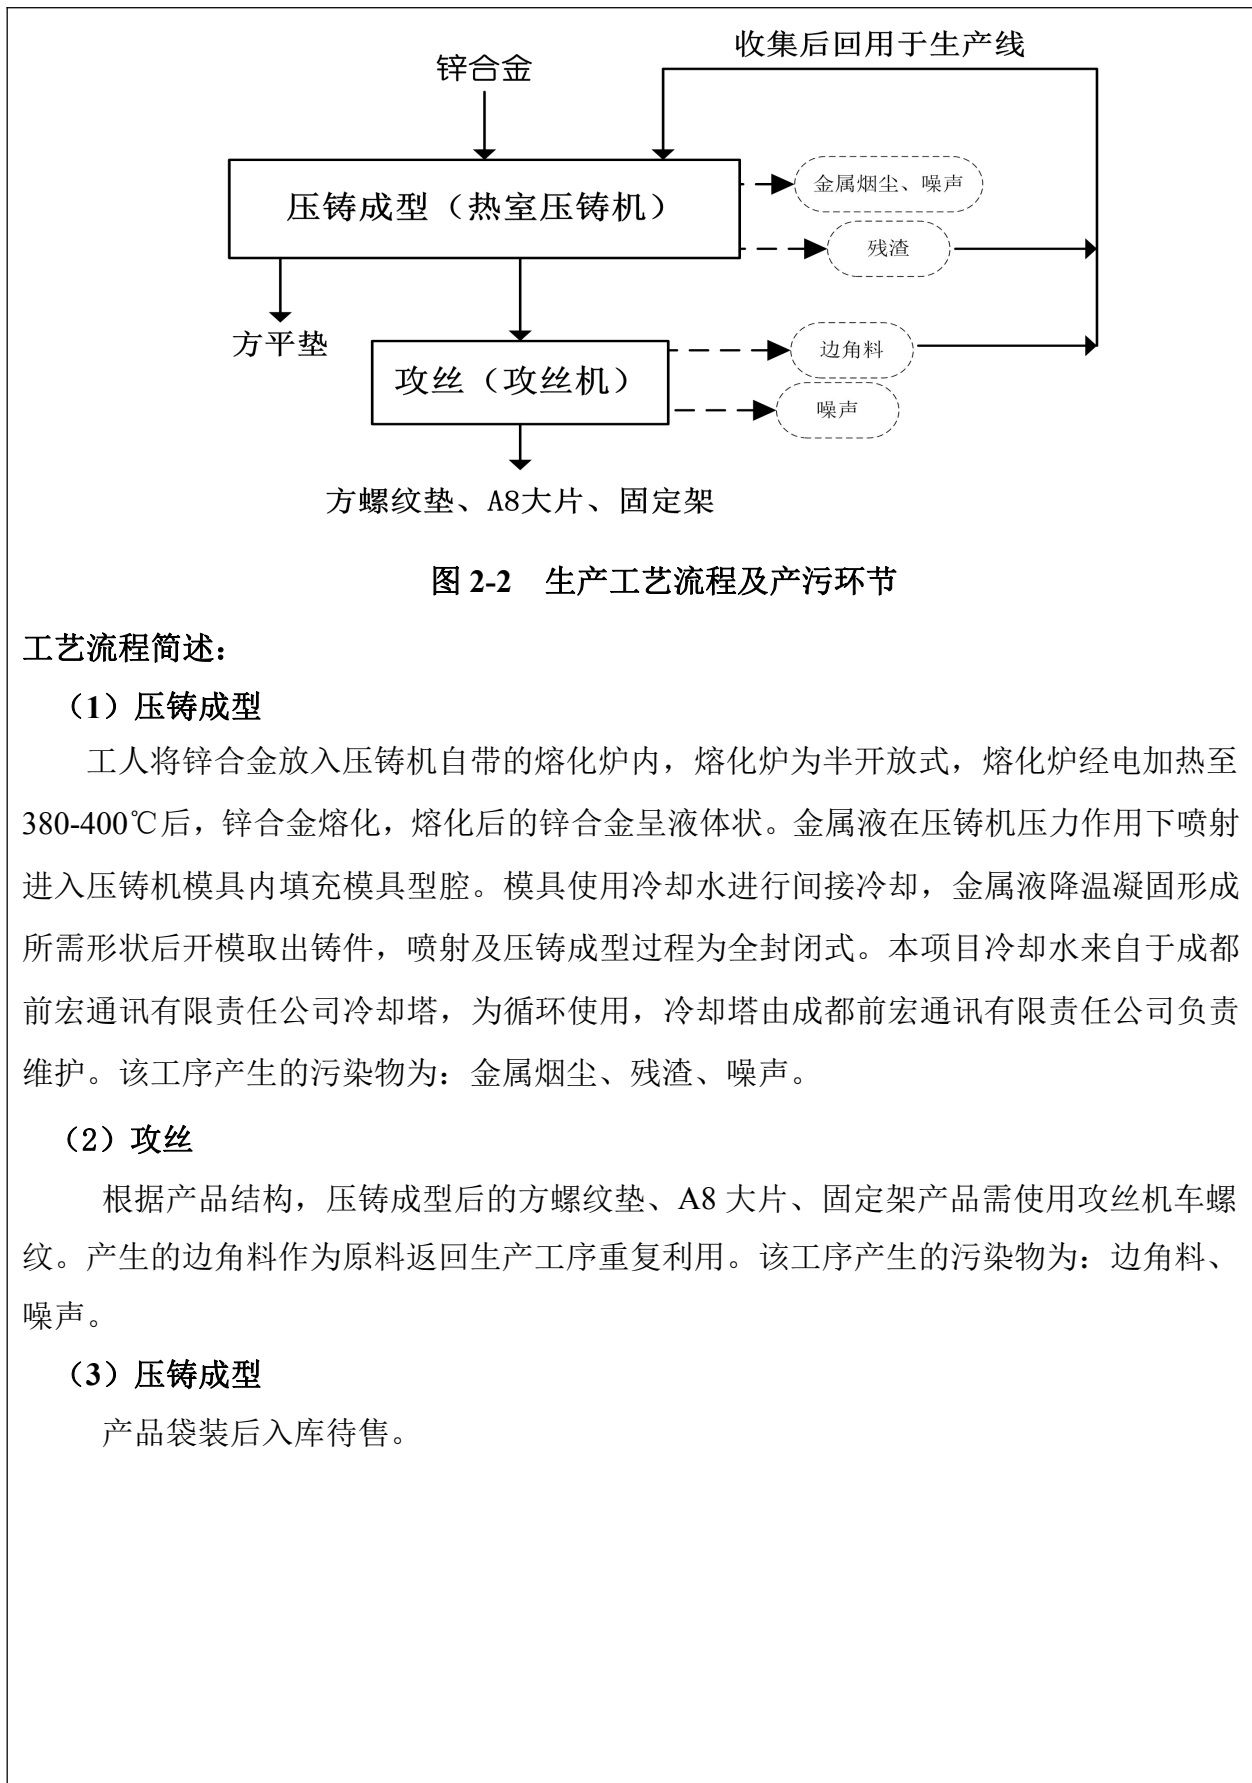 收集后回用于生产线
锌合金
压铸成型（热室压铸机）
金属烟尘、噪声
残渣
方平垫
攻丝（攻丝机）
边角料
噪声
方螺纹垫、A8大片、固定架
图 2-2 生产工艺流程及产污环节
工艺流程简述：
（1）压铸成型
工人将锌合金放入压铸机自带的熔化炉内，熔化炉为半开放式，熔化炉经电加热至
380-400℃后，锌合金熔化，熔化后的锌合金呈液体状。金属液在压铸机压力作用下喷射
进入压铸机模具内填充模具型腔。模具使用冷却水进行间接冷却，金属液降温凝固形成
所需形状后开模取出铸件，喷射及压铸成型过程为全封闭式。本项目冷却水来自于成都
前宏通讯有限责任公司冷却塔，为循环使用，冷却塔由成都前宏通讯有限责任公司负责
维护。该工序产生的污染物为：金属烟尘、残渣、噪声。
（2）攻丝
根据产品结构，压铸成型后的方螺纹垫、A8 大片、固定架产品需使用攻丝机车螺
纹。产生的边角料作为原料返回生产工序重复利用。该工序产生的污染物为：边角料、
噪声。
（3）压铸成型
产品袋装后入库待售。